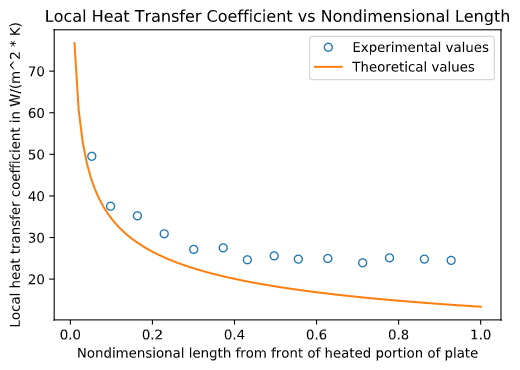 Local Heat Transfer Coefficient vs Nondimensional Length
Local heat transfer coefficient in W/(m^2 * K)
70
60
50
40
30
20
Experimental values
Theoretical values
0.0 0.2 0.4 0.6 0.8 1.0
Nondimensional length from front of heated portion of plate